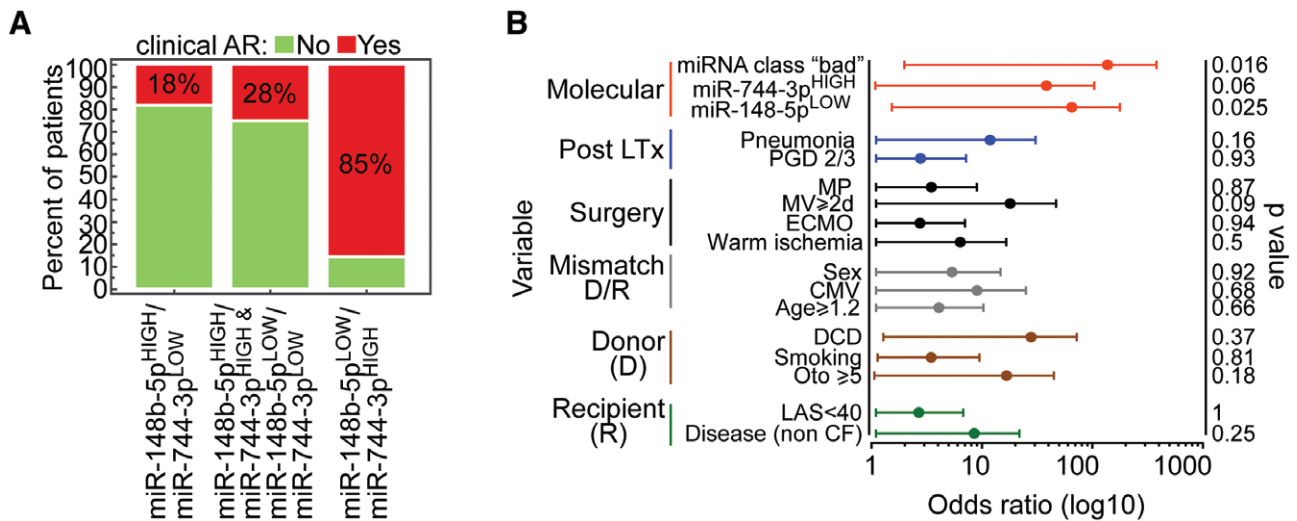 A
clinical AR: No Yes
Percent of patients
100
90
80
70
60
50
40
30
20
10
0
18%
28%
85%
miR-148b-5pHIGH/
miR-744-3pLOW
miR-148b-5pHIGH/
miR-744-3pHIGH &
miR-148b-5pLOW/
miR-744-3pLOW
miR-148b-5pLOW/
miR-744-3pHIGH
B
Variable
p value
Molecular
miRNA class “bad” 0.016
miR-744-3pHIGH 0.06
miR-148-5pLOW 0.025
Post LTx
Pneumonia 0.16
PGD 2/3 0.93
Surgery
MP 0.87
MV⩾2d 0.09
ECMO 0.94
Warm ischemia 0.5
Mismatch
D/R
Sex 0.92
CMV 0.68
Age⩾1.2 0.66
Donor
(D)
DCD 0.37
Smoking 0.81
Oto ⩾5 0.18
Recipient
(R)
LAS<40 1
Disease (non CF) 0.25
1 10 100 1000
Odds ratio (log10)